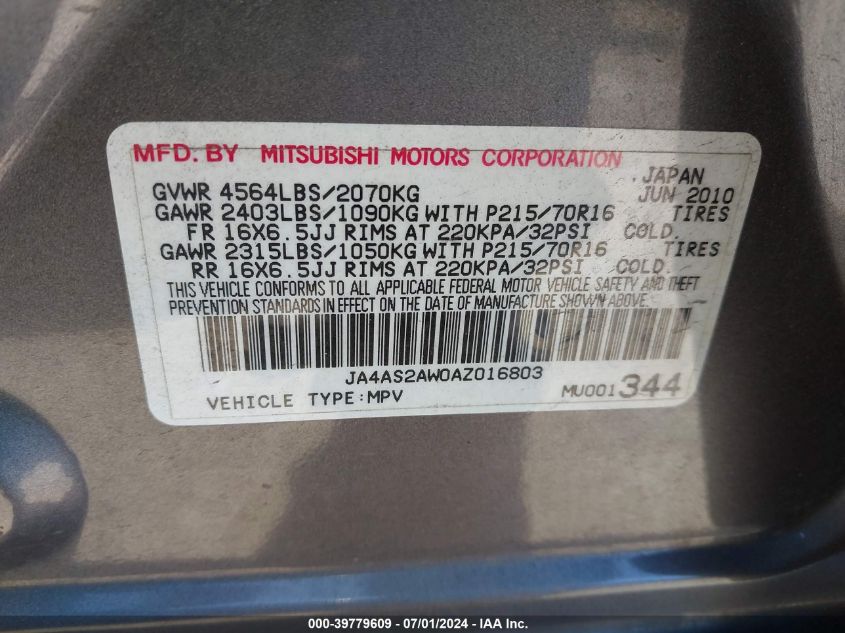 MFD. BY MITSUBISHI MOTORS CORPORATION
, JAPAN
GVWR 4564LBS/2070KG JUN 2010
GAWR 2403LBS/1090KG WITH P215/70R16 TIRES
FR 16X6.5JJ RIMS AT 220KPA/32PSI COLD.
GAWR 2315LBS/1050KG WITH P215/70R16 TIRES
RR 16X6.5JJ RIMS AT 220KPA/32PSI COLD.
THIS VEHICLE CONFORMS TO ALL APPLICABLE FEDERAL MOTOR VEHICLE SAFETY AND THEFT
PREVENTION STANDARDS IN EFFECT ON THE DATE OF MANUFACTURE SHOWN ABOVE.
JA4AS2AW0AZ016803
VEHICLE TYPE:MPV MU001344
000-39779609 / 07/01/2024 - IAA Inc.